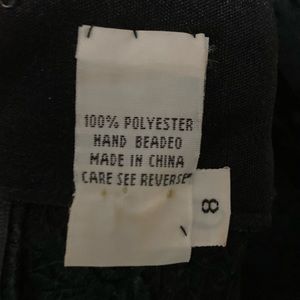 100% POLYESTER
HAND BEADED
MADE IN CHINA
CARE SEE REVERSE
8